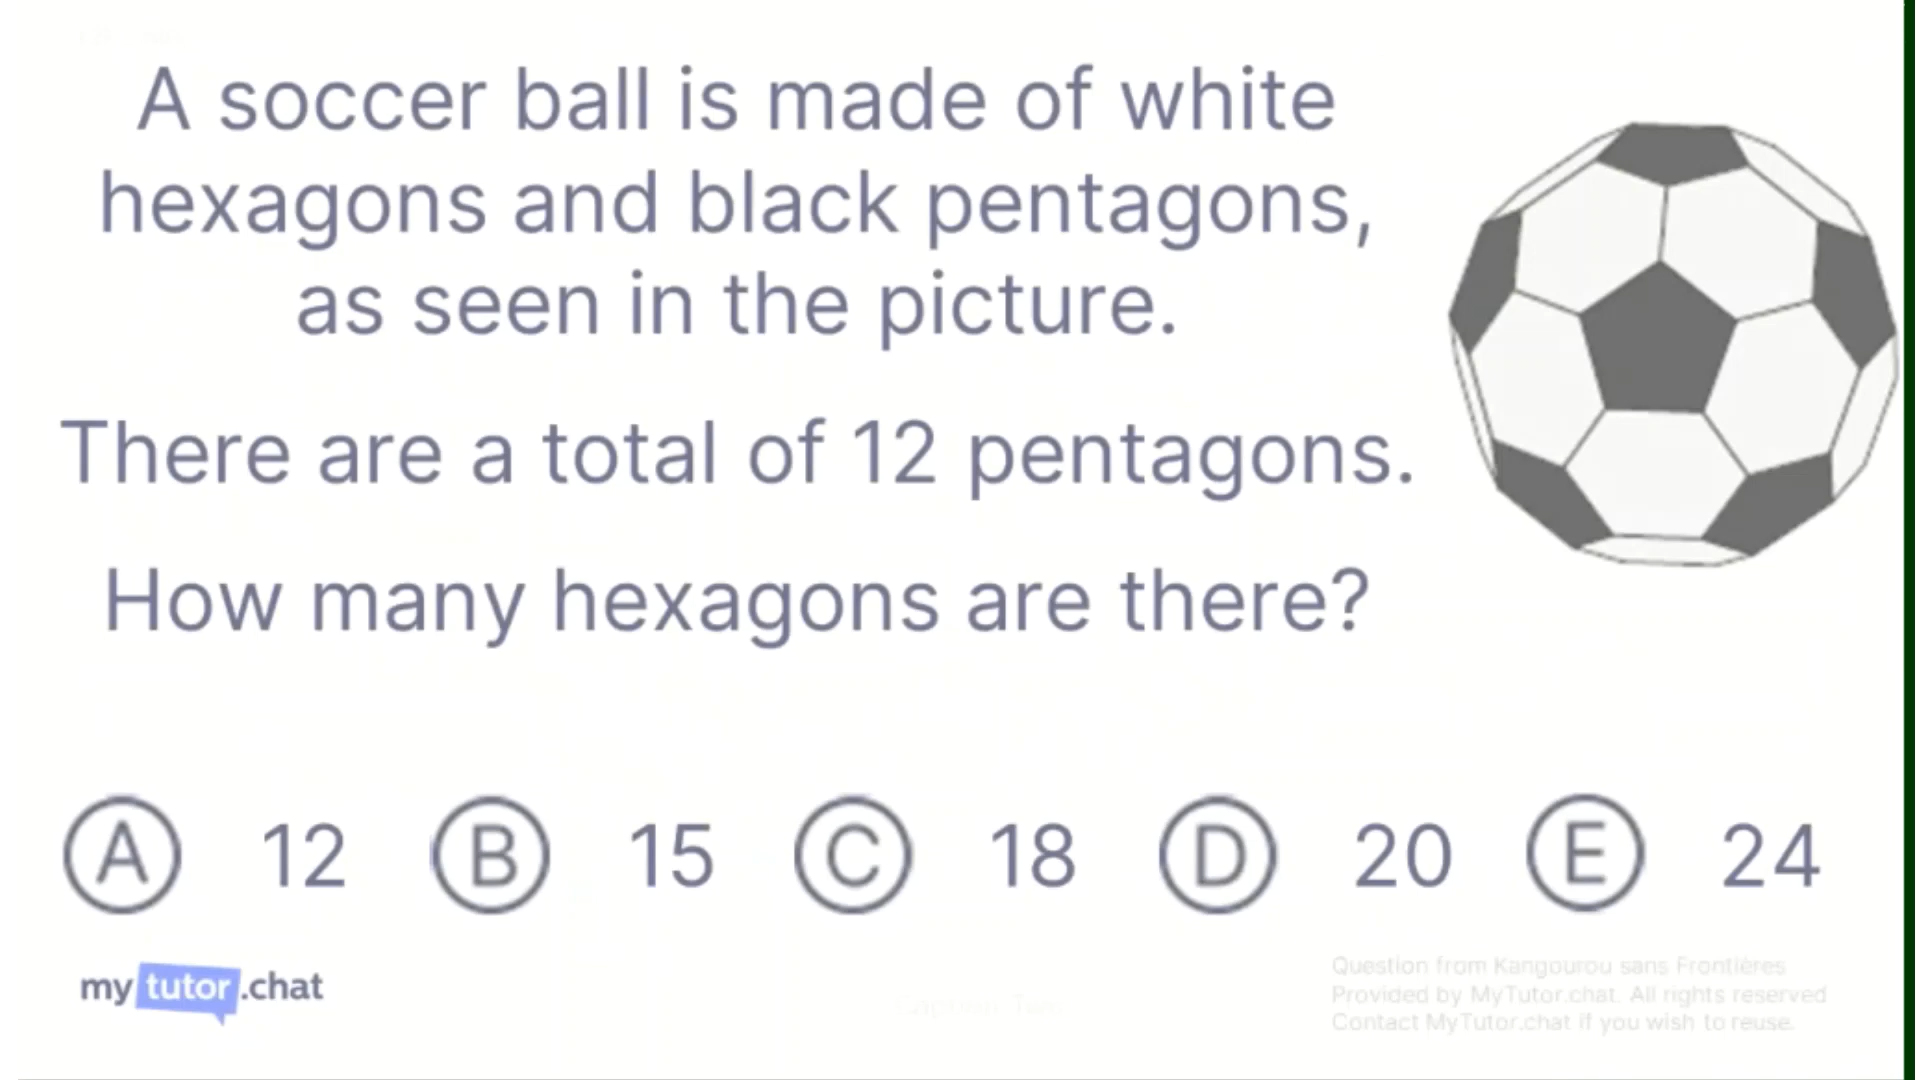 A soccer ball is made of white
hexagons and black pentagons,
as seen in the picture.
There are a total of 12 pentagons.
How many hexagons are there?
A 12 B 15 C 18 D 20 E 24
mytutor.chat
Question from Kangourou sans Frontières
Provided by MyTutor.chat. All rights reserved
Contact MyTutor.chat if you wish to reuse.